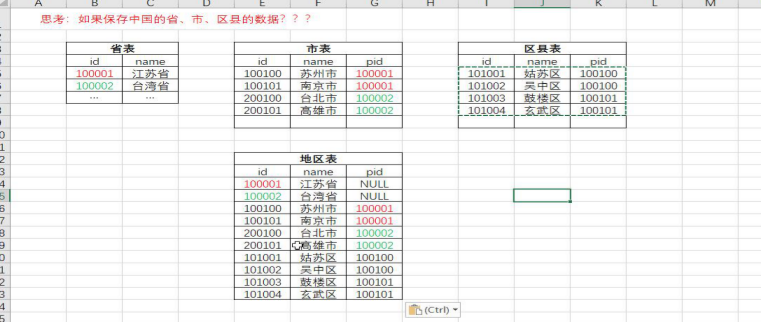 A B C D E F G H I J K L M
思考：如果保存中国的省、市、区县的数据？？？
省表 市表 区县表
id name id name pid id name pid
100001 江苏省 100100 苏州市 100001 101001 姑苏区 100100
100002 台湾省 100101 南京市 100001 101002 吴中区 100100
... ... 200100 台北市 100002 101003 鼓楼区 100101
200101 高雄市 100002 101004 玄武区 100101
地区表
id name pid
100001 江苏省 NULL
100002 台湾省 NULL
100100 苏州市 100001
100101 南京市 100001
200100 台北市 100002
200101 高雄市 100002
101001 姑苏区 100100
101002 吴中区 100100
101003 鼓楼区 100101
101004 玄武区 100101
(Ctrl)